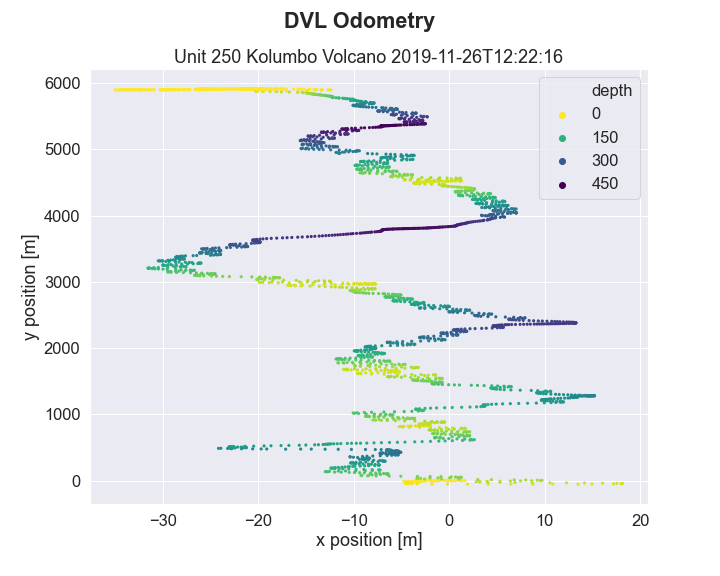 DVL Odometry
Unit 250 Kolumbo Volcano 2019-11-26T12:22:16
depth
0
150
300
450
6000
5000
4000
3000
2000
1000
0
y position [m]
−30 −20 −10 0 10 20
x position [m]